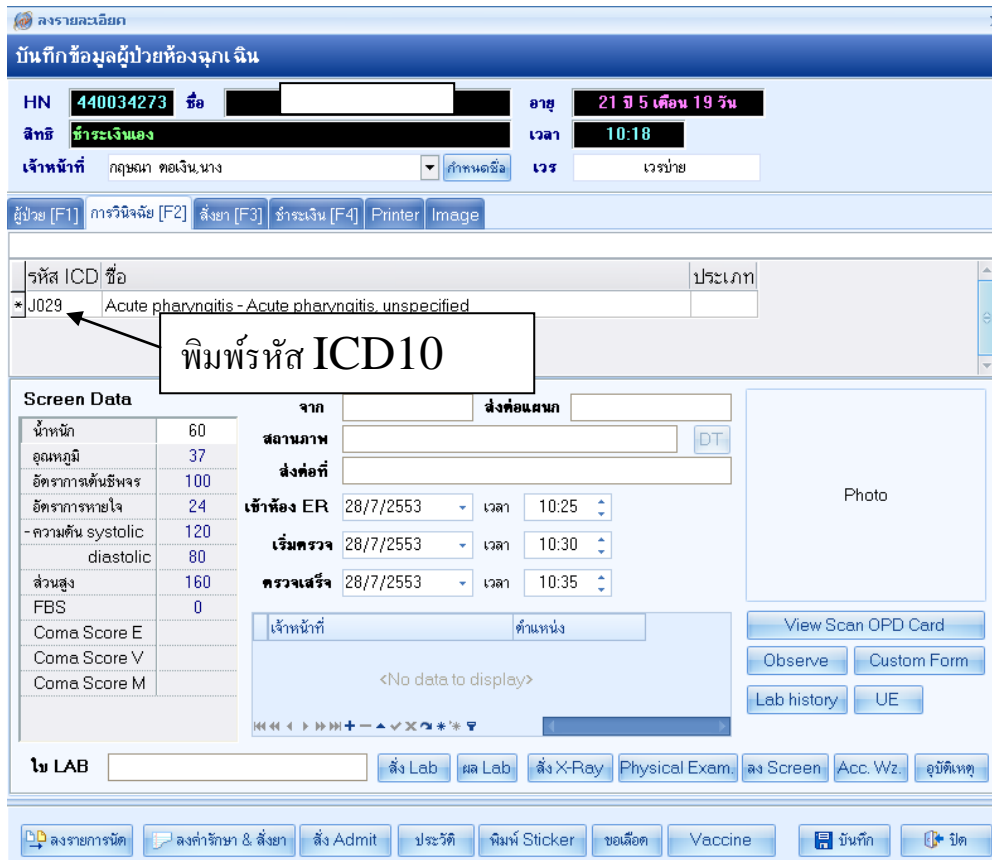 ลงรายละเอียด
บันทึกข้อมูลผู้ป่วยห้องฉุกเฉิน
HN 440034273 ชื่อ อายุ 21 ปี 5 เดือน 19 วัน
สิทธิ ชำระเงินเอง เวลา 10:18
เจ้าหน้าที่ กฤษณา ทอเงิน,นาง กำหนดชื่อ เวร เวรบ่าย
ผู้ป่วย [F1] การวินิจฉัย [F2] สั่งยา [F3] ชำระเงิน [F4] Printer Image
รหัส ICD ชื่อ ประเภท
* J029 Acute pharyngitis - Acute pharyngitis, unspecified
พิมพ์รหัส ICD10
Screen Data
น้ำหนัก 60
อุณหภูมิ 37
อัตราการเต้นชีพจร 100
อัตราการหายใจ 24
- ความดัน systolic 120
diastolic 80
ส่วนสูง 160
FBS 0
Coma Score E
Coma Score V
Coma Score M
จาก ส่งต่อแผนก
สถานภาพ DT
ส่งต่อที่
เข้าห้อง ER 28/7/2553 เวลา 10:25
เริ่มตรวจ 28/7/2553 เวลา 10:30
ตรวจเสร็จ 28/7/2553 เวลา 10:35
เจ้าหน้าที่ ตำแหน่ง
<No data to display>
Photo
View Scan OPD Card
Observe Custom Form
Lab history UE
ใบ LAB สั่ง Lab ผล Lab สั่ง X-Ray Physical Exam. ลง Screen Acc. Wz. อุบัติเหตุ
ลงรายการนัด ลงค่ารักษา & สั่งยา สั่ง Admit ประวัติ พิมพ์ Sticker ขอเลือด Vaccine บันทึก ปิด